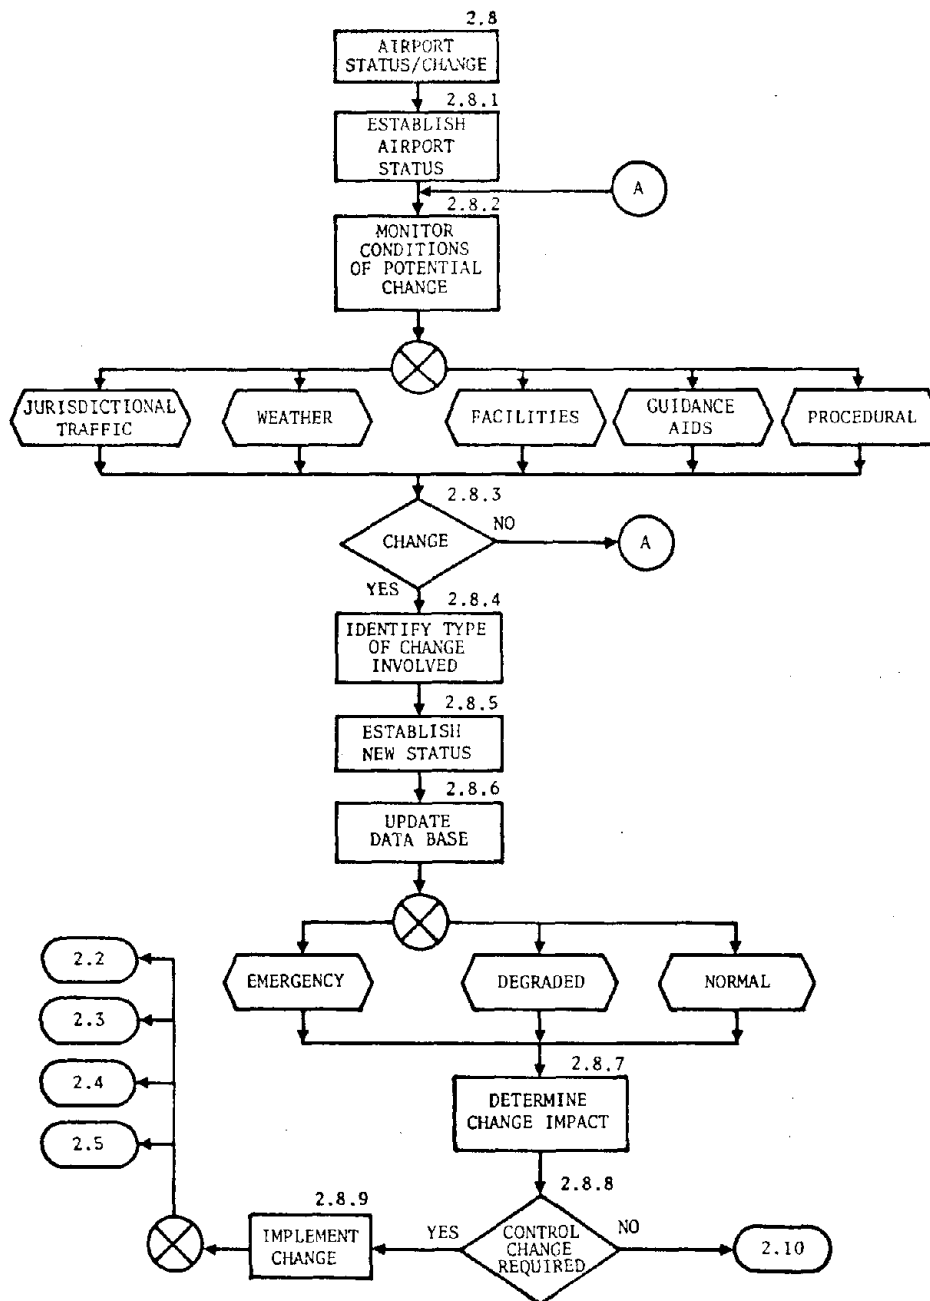 2.8
AIRPORT
STATUS/CHANGE
2.8.1
ESTABLISH
AIRPORT
STATUS
A
2.8.2
MONITOR
CONDITIONS
OF POTENTIAL
CHANGE
JURISDICTIONAL
TRAFFIC
WEATHER
FACILITIES
GUIDANCE
AIDS
PROCEDURAL
2.8.3
CHANGE
NO
A
YES
2.8.4
IDENTIFY TYPE
OF CHANGE
INVOLVED
2.8.5
ESTABLISH
NEW STATUS
2.8.6
UPDATE
DATA BASE
EMERGENCY
DEGRADED
NORMAL
2.2
2.3
2.4
2.5
2.8.7
DETERMINE
CHANGE IMPACT
2.8.8
CONTROL
CHANGE
REQUIRED
YES
NO
2.8.9
IMPLEMENT
CHANGE
2.10